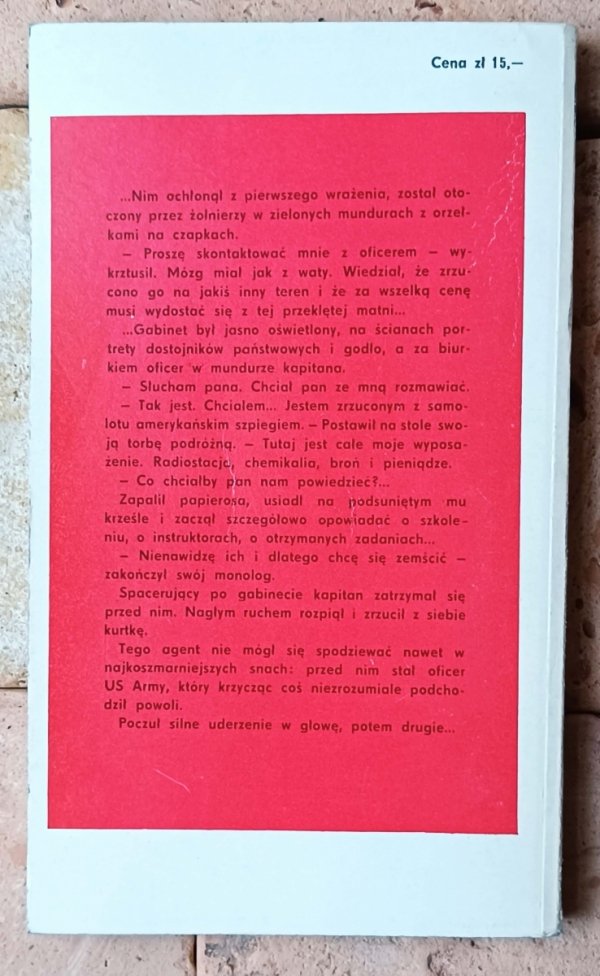 Cena zł 15,—
...Nim ochłonął z pierwszego wrażenia, został oto-
czony przez żołnierzy w zielonych mundurach z orzeł-
kami na czapkach.
— Proszę skontaktować mnie z oficerem — wy-
krztusił. Mózg miał jak z waty. Wiedział, że zrzu-
cono go na jakiś inny teren i że za wszelką cenę
musi wydostać się z tej przeklętej matni...
...Gabinet był jasno oświetlony, na ścianach por-
trety dostojników państwowych i godło, a za biur-
kiem oficer w mundurze kapitana.
— Słucham pana. Chciał pan ze mną rozmawiać.
— Tak jest. Chciałem... Jestem zrzuconym z samo-
lotu amerykańskim szpiegiem. — Postawił na stole swo-
ją torbę podróżną. — Tutaj jest całe moje wyposa-
żenie. Radiostacja, chemikalia, broń i pieniądze.
— Co chciałby pan nam powiedzieć?...
Zapalił papierosa, usiadł na podsuniętym mu
krześle i zaczął szczegółowo opowiadać o szkole-
niu, o instruktorach, o otrzymanych zadaniach...
— Nienawidzę ich i dlatego chcę się zemścić —
zakończył swój monolog.
Spacerujący po gabinecie kapitan zatrzymał się
przed nim. Nagłym ruchem rozpiął i zrzucił z siebie
kurtkę.
Tego agent nie mógł się spodziewać nawet w
najkoszmarniejszych snach: przed nim stał oficer
US Army, który krzycząc coś niezrozumiale podcho-
dził powoli.
Poczuł silne uderzenie w głowę, potem drugie...